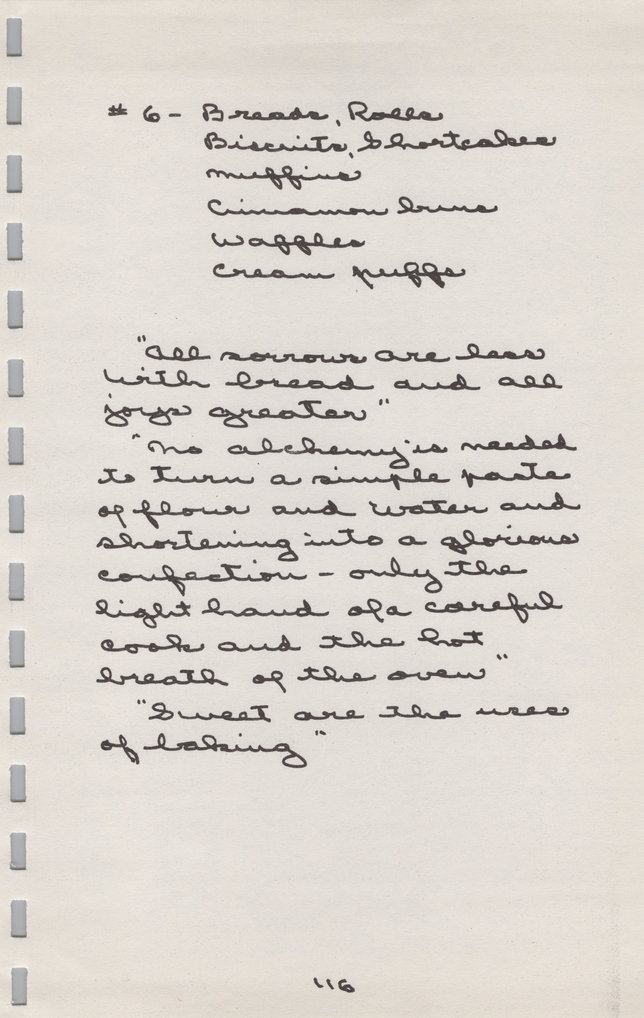 # 6 - Breads, Rolls
Biscuits, Shortcakes
muffins
Cinnamon buns
Waffles
Cream puffs
"All sorrows are less
with bread and all
joys greater"
"No alchemy is needed
to turn a simple paste
of flour and water and
shortening into a glorious
confection - only the
light hand of a careful
cook and the hot
breath of the oven"
"Sweet are the uses
of baking"
116